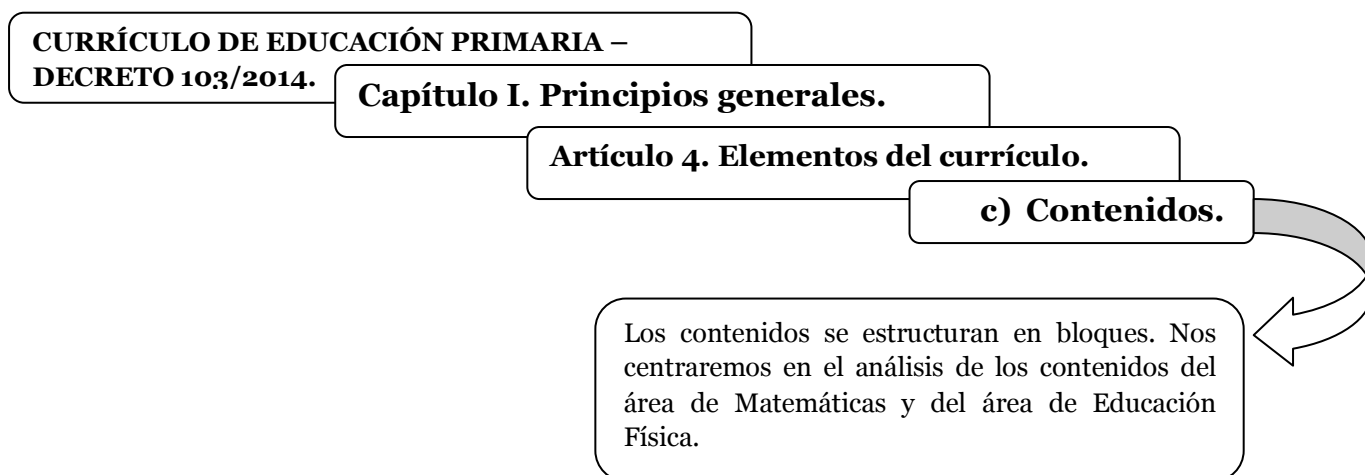 CURRÍCULO DE EDUCACIÓN PRIMARIA –
DECRETO 103/2014.
Capítulo I. Principios generales.
Artículo 4. Elementos del currículo.
c) Contenidos.
Los contenidos se estructuran en bloques. Nos
centraremos en el análisis de los contenidos del
área de Matemáticas y del área de Educación
Física.